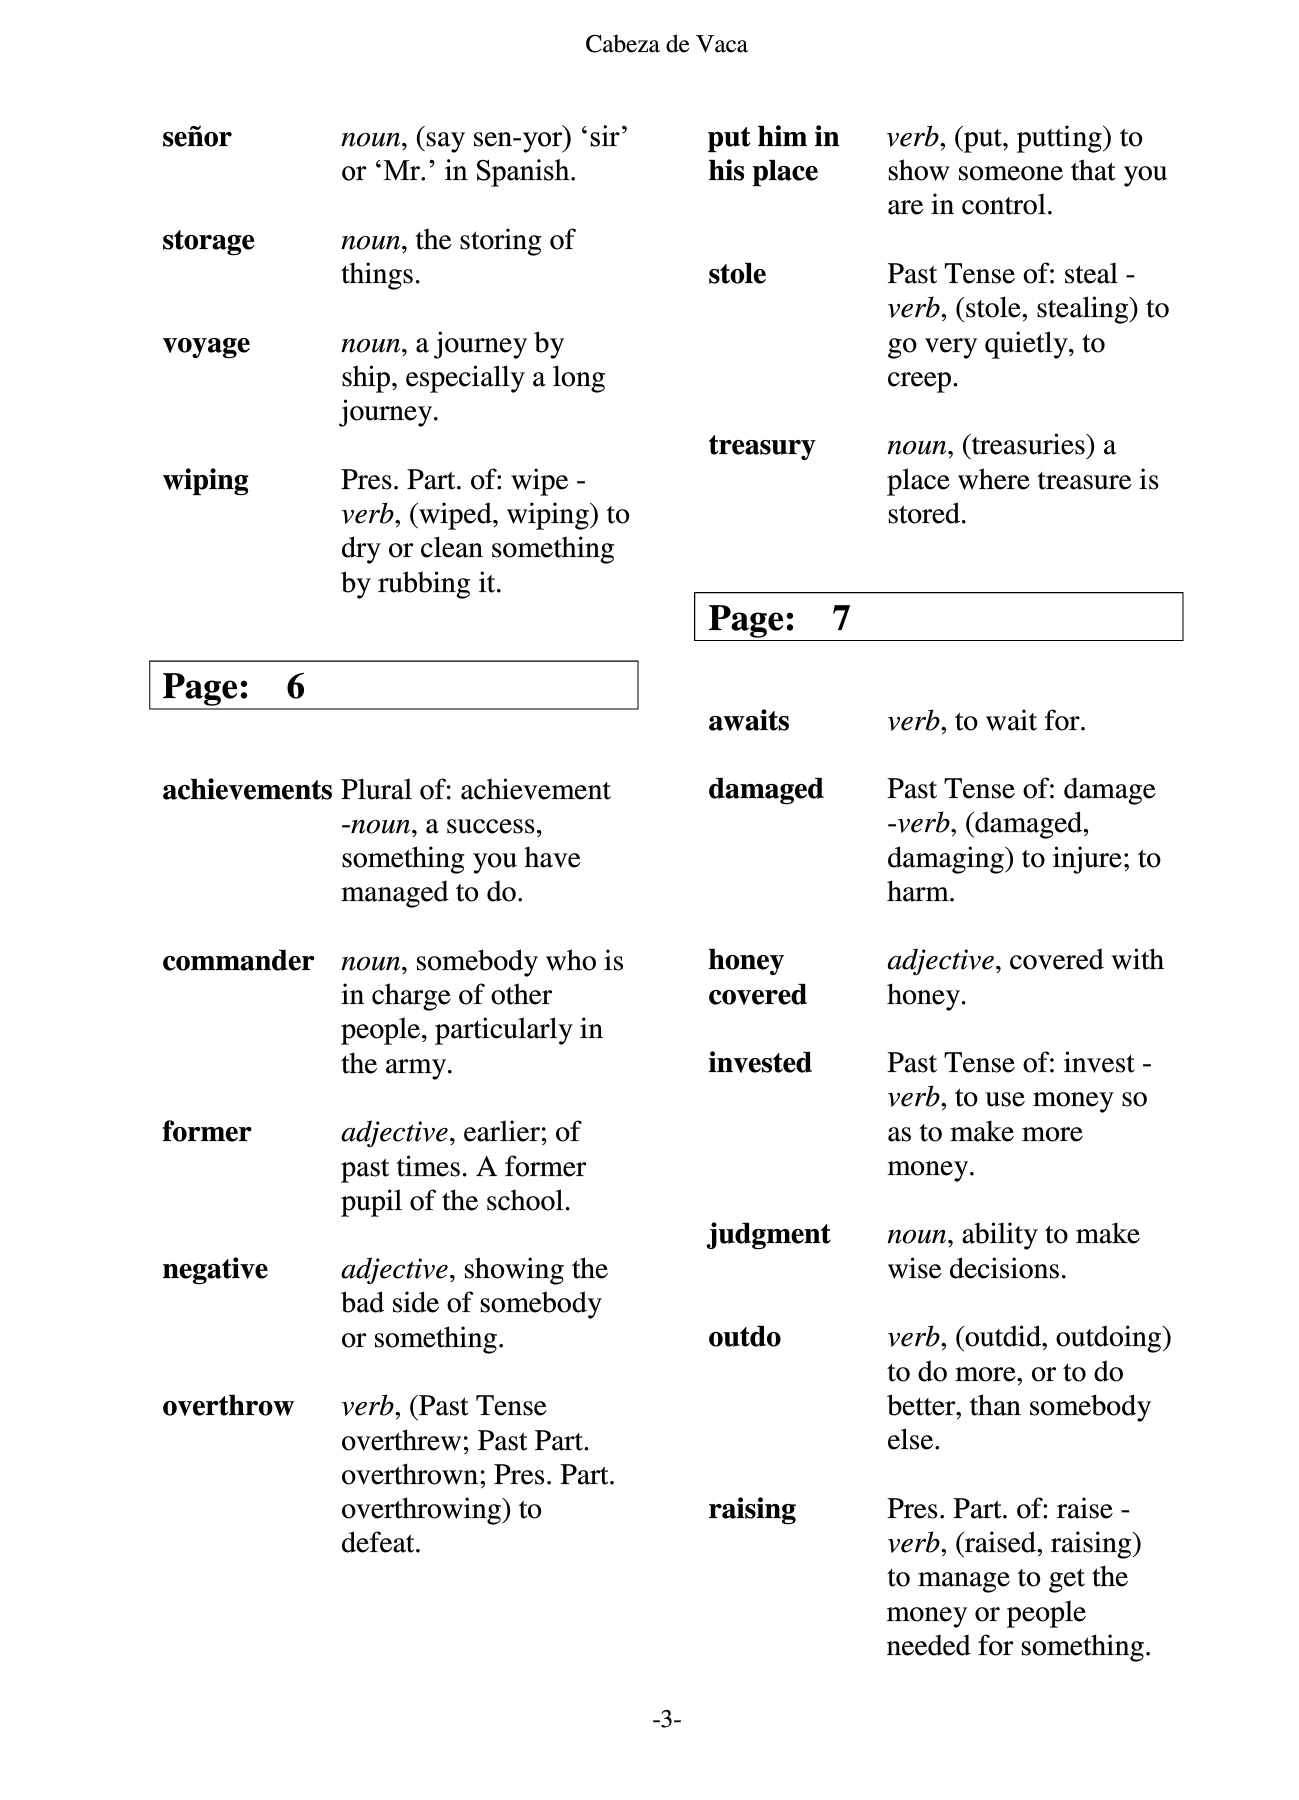 Cabeza de Vaca
señor noun, (say sen-yor) ‘sir’
or ‘Mr.’ in Spanish.
storage noun, the storing of
things.
voyage noun, a journey by
ship, especially a long
journey.
wiping Pres. Part. of: wipe -
verb, (wiped, wiping) to
dry or clean something
by rubbing it.
Page: 6
achievements Plural of: achievement
-noun, a success,
something you have
managed to do.
commander noun, somebody who is
in charge of other
people, particularly in
the army.
former adjective, earlier; of
past times. A former
pupil of the school.
negative adjective, showing the
bad side of somebody
or something.
overthrow verb, (Past Tense
overthrew; Past Part.
overthrown; Pres. Part.
overthrowing) to
defeat.
put him in verb, (put, putting) to
his place show someone that you
are in control.
stole Past Tense of: steal -
verb, (stole, stealing) to
go very quietly, to
creep.
treasury noun, (treasuries) a
place where treasure is
stored.
Page: 7
awaits verb, to wait for.
damaged Past Tense of: damage
-verb, (damaged,
damaging) to injure; to
harm.
honey adjective, covered with
covered honey.
invested Past Tense of: invest -
verb, to use money so
as to make more
money.
judgment noun, ability to make
wise decisions.
outdo verb, (outdid, outdoing)
to do more, or to do
better, than somebody
else.
raising Pres. Part. of: raise -
verb, (raised, raising)
to manage to get the
money or people
needed for something.
-3-